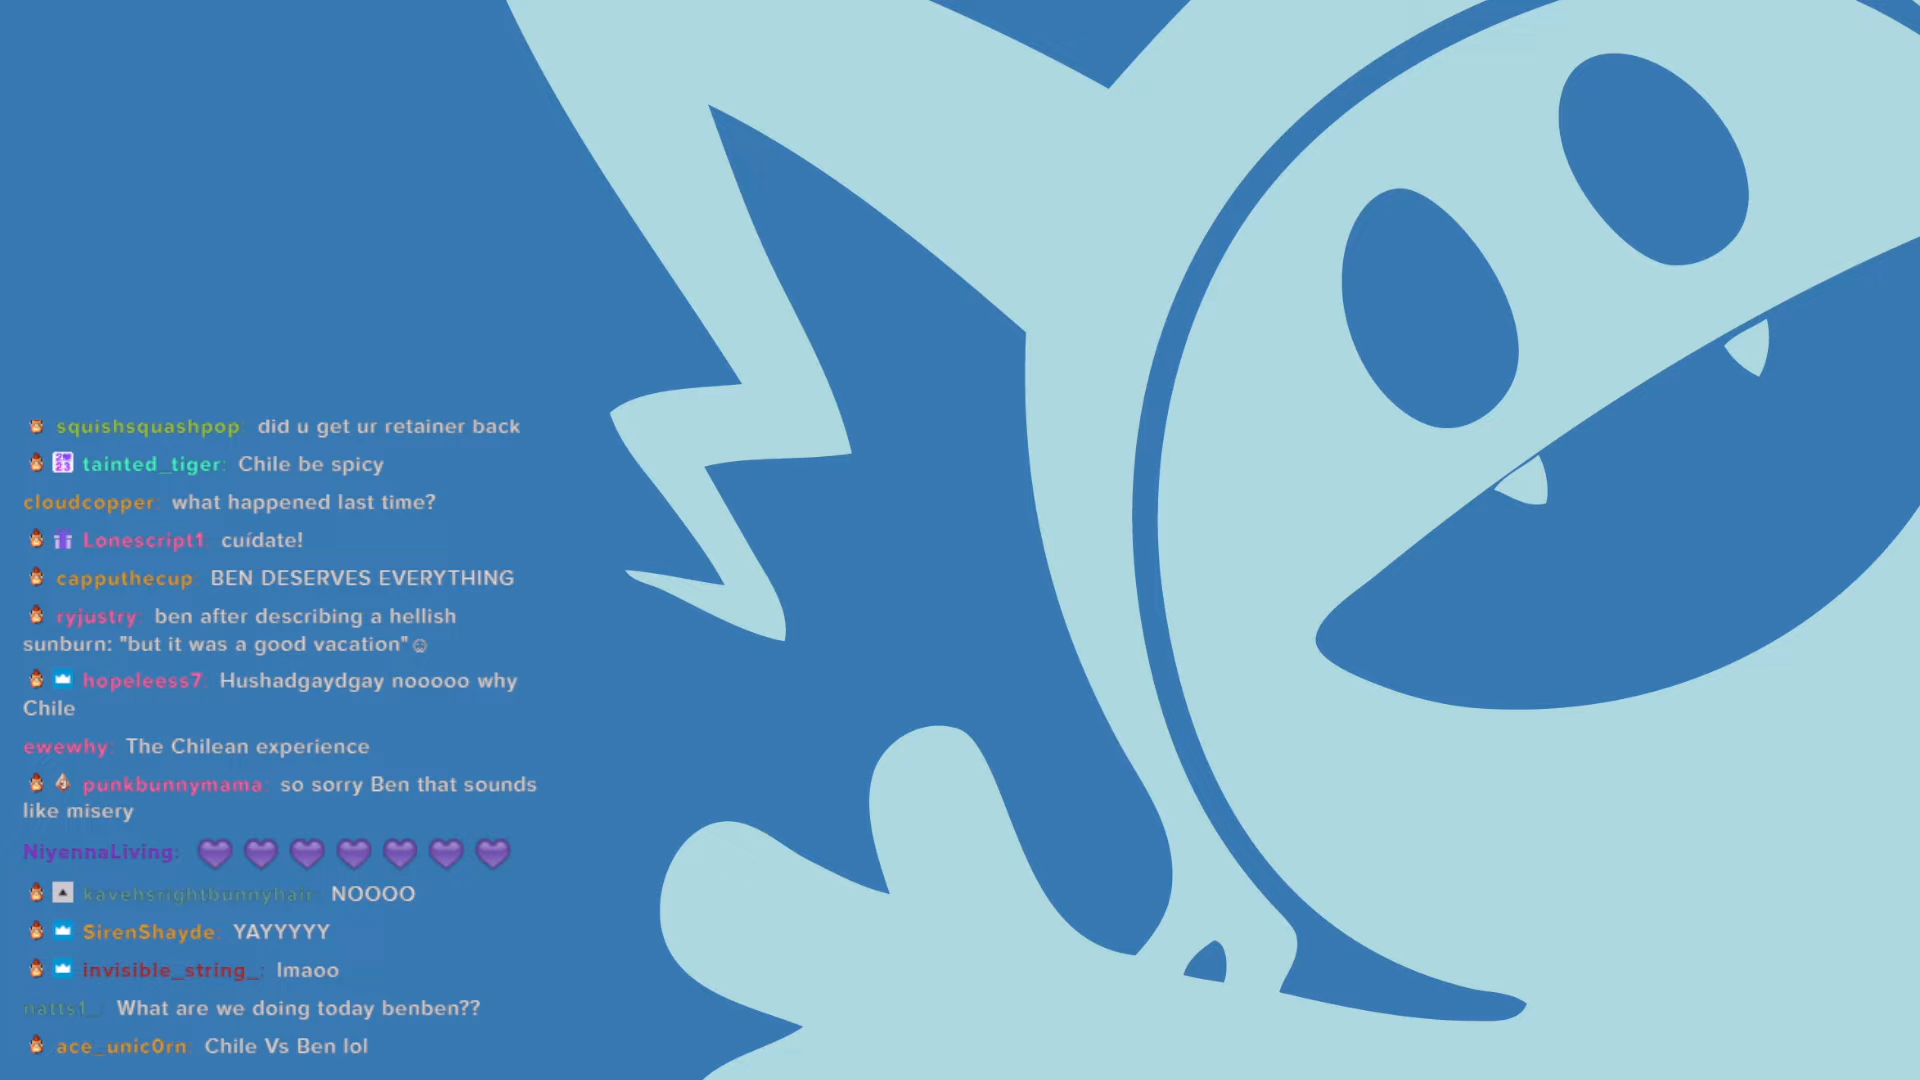 squishsquashpop: did u get ur retainer back
tainted_tiger: Chile be spicy
cloudcopper: what happened last time?
Lonescript1: cuídate!
capputhecup: BEN DESERVES EVERYTHING
ryjustry: ben after describing a hellish
sunburn: "but it was a good vacation"☺
hopeleess7: Hushadgaydgay nooooo why
Chile
ewewhy: The Chilean experience
punkbunnymama: so sorry Ben that sounds
like misery
NiyennaLiving: 💜 💜 💜 💜 💜 💜 💜
kavehsrightbunnyhair: NOOOO
SirenShayde: YAYYYYY
invisible_string_: lmaoo
natts1_: What are we doing today benben??
ace_unic0rn: Chile Vs Ben lol